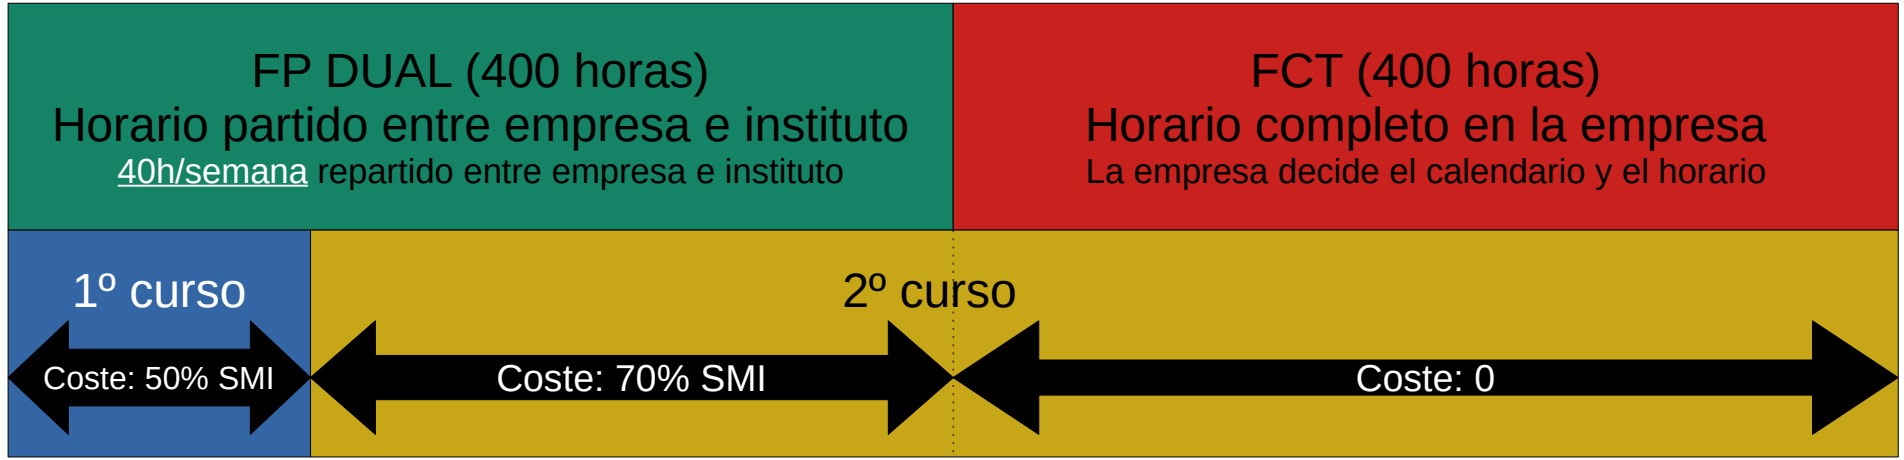 FP DUAL (400 horas)
Horario partido entre empresa e instituto
40h/semana repartido entre empresa e instituto
FCT (400 horas)
Horario completo en la empresa
La empresa decide el calendario y el horario
1º curso
2º curso
Coste: 50% SMI
Coste: 70% SMI
Coste: 0